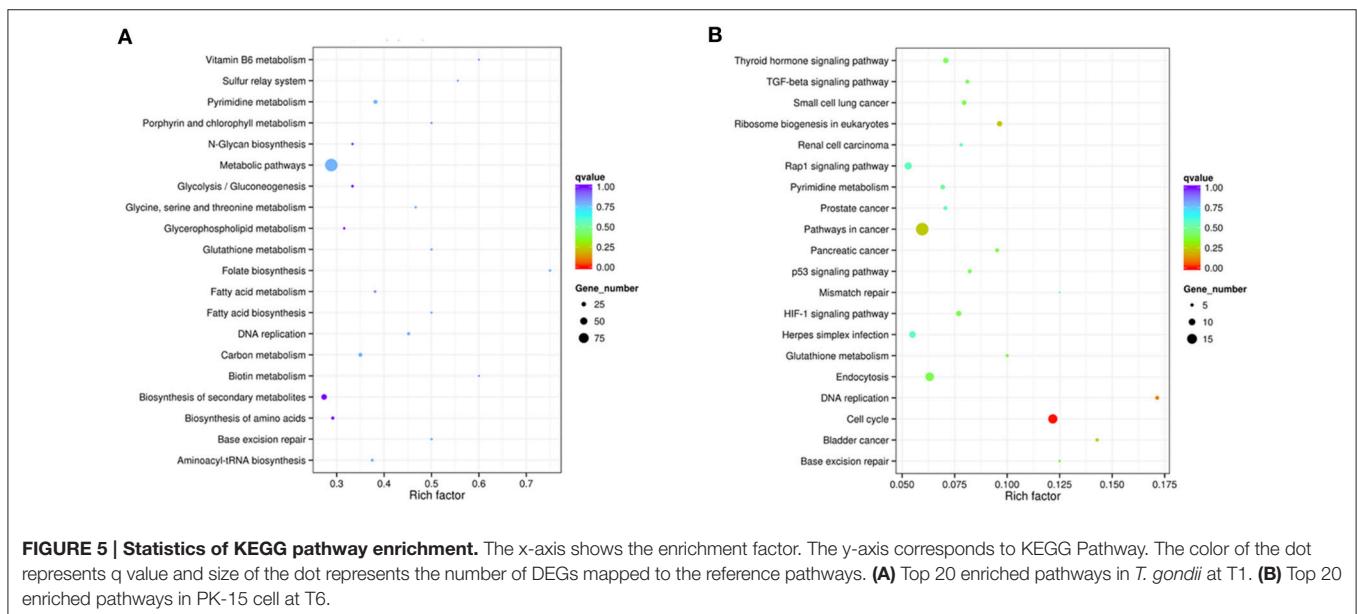 A
Vitamin B6 metabolism
Sulfur relay system
Pyrimidine metabolism
Porphyrin and chlorophyll metabolism
N-Glycan biosynthesis
Metabolic pathways
Glycolysis / Gluconeogenesis
Glycine, serine and threonine metabolism
Glycerophospholipid metabolism
Glutathione metabolism
Folate biosynthesis
Fatty acid metabolism
Fatty acid biosynthesis
DNA replication
Carbon metabolism
Biotin metabolism
Biosynthesis of secondary metabolites
Biosynthesis of amino acids
Base excision repair
Aminoacyl-tRNA biosynthesis
0.3 0.4 0.5 0.6 0.7
Rich factor
qvalue
1.00
0.75
0.50
0.25
0.00
Gene_number
25
50
75
B
Thyroid hormone signaling pathway
TGF-beta signaling pathway
Small cell lung cancer
Ribosome biogenesis in eukaryotes
Renal cell carcinoma
Rap1 signaling pathway
Pyrimidine metabolism
Prostate cancer
Pathways in cancer
Pancreatic cancer
p53 signaling pathway
Mismatch repair
HIF-1 signaling pathway
Herpes simplex infection
Glutathione metabolism
Endocytosis
DNA replication
Cell cycle
Bladder cancer
Base excision repair
0.050 0.075 0.100 0.125 0.150 0.175
Rich factor
qvalue
1.00
0.75
0.50
0.25
0.00
Gene_number
5
10
15
FIGURE 5 | Statistics of KEGG pathway enrichment. The x-axis shows the enrichment factor. The y-axis corresponds to KEGG Pathway. The color of the dot
represents q value and size of the dot represents the number of DEGs mapped to the reference pathways. (A) Top 20 enriched pathways in T. gondii at T1. (B) Top 20
enriched pathways in PK-15 cell at T6.